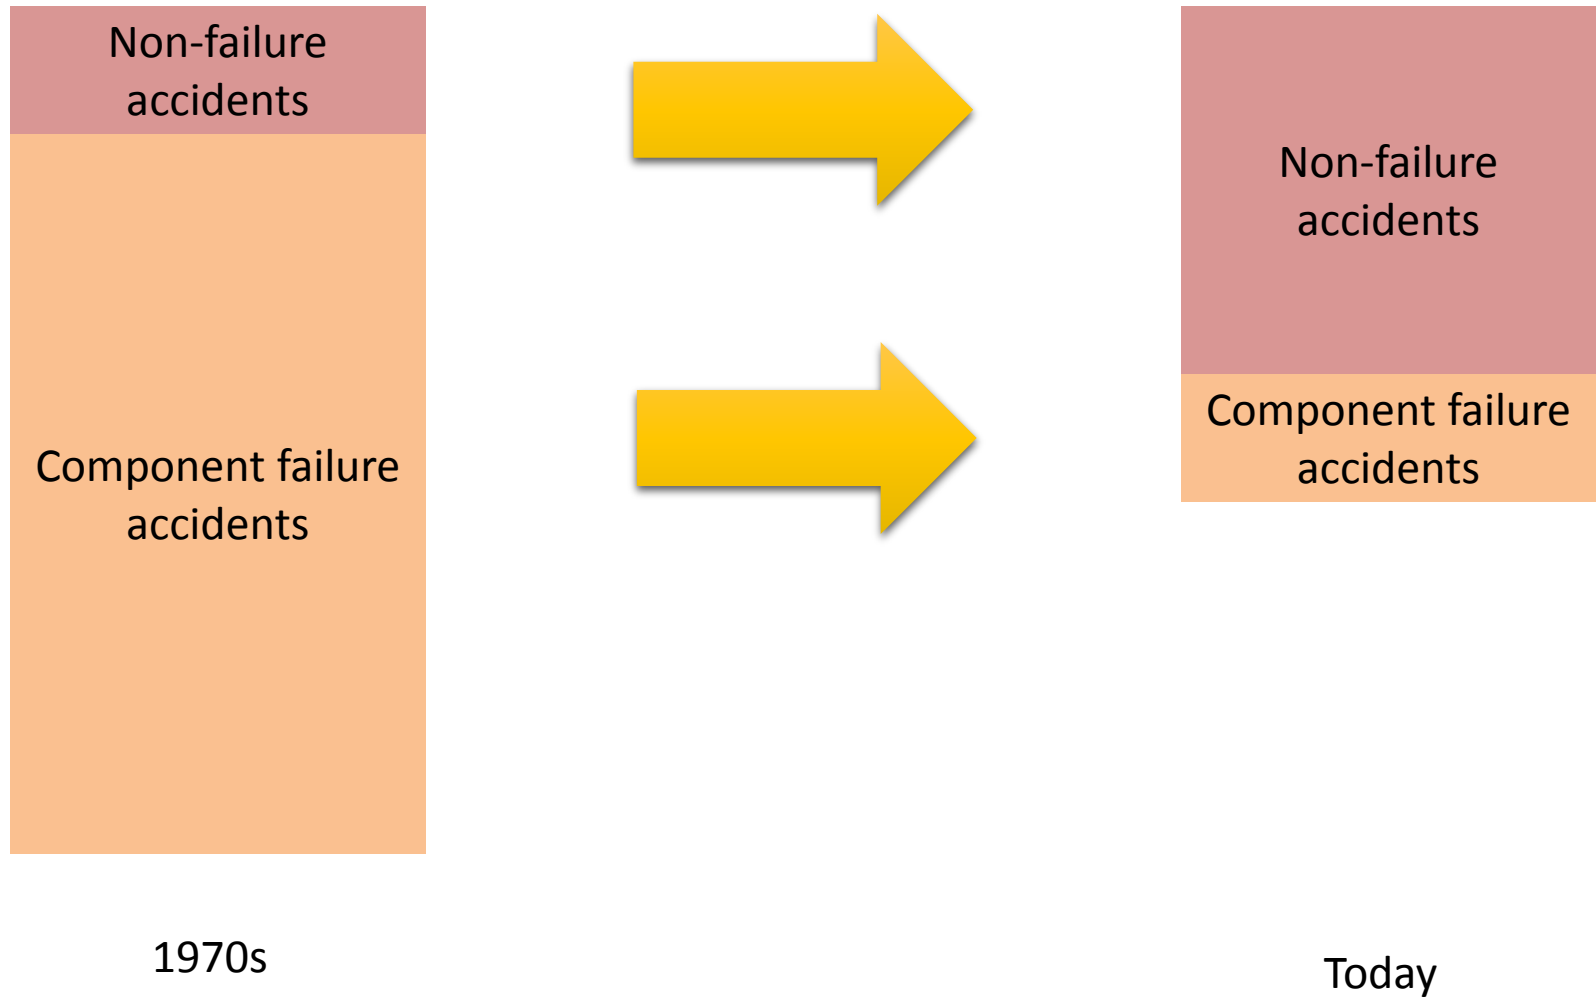 Non-failure
accidents
Component failure
accidents
1970s
Non-failure
accidents
Component failure
accidents
Today